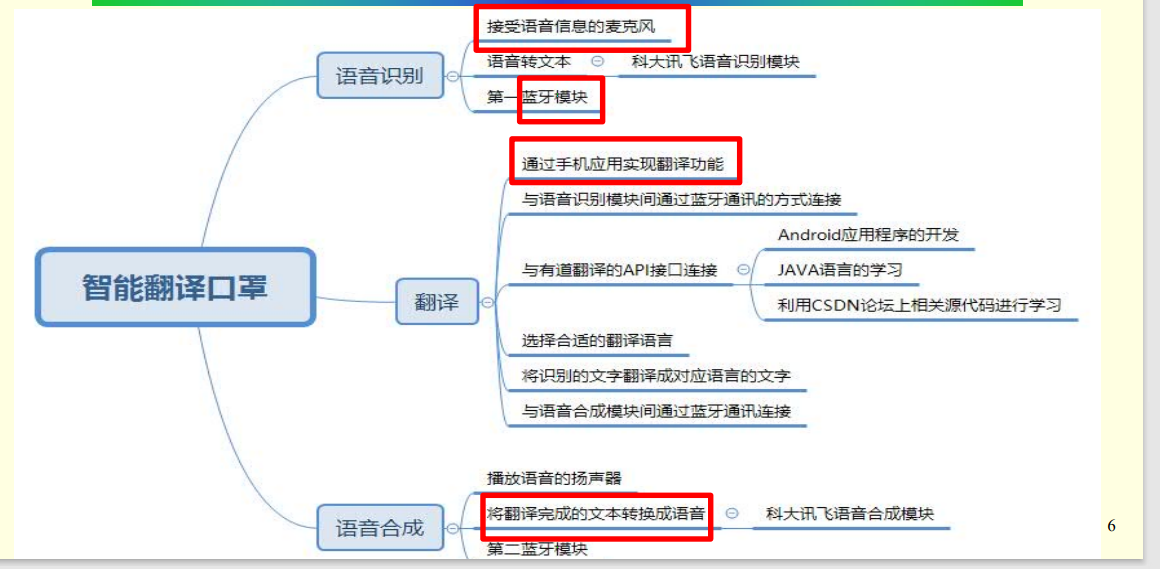 接受语音信息的麦克风
语音识别
语音转文本
科大讯飞语音识别模块
第一蓝牙模块
通过手机应用实现翻译功能
与语音识别模块间通过蓝牙通讯的方式连接
Android应用程序的开发
智能翻译口罩
翻译
与有道翻译的API接口连接
JAVA语言的学习
利用CSDN论坛上相关源代码进行学习
选择合适的翻译语言
将识别的文字翻译成对应语言的文字
与语音合成模块间通过蓝牙通讯连接
播放语音的扬声器
语音合成
将翻译完成的文本转换成语音
科大讯飞语音合成模块
第二蓝牙模块
6